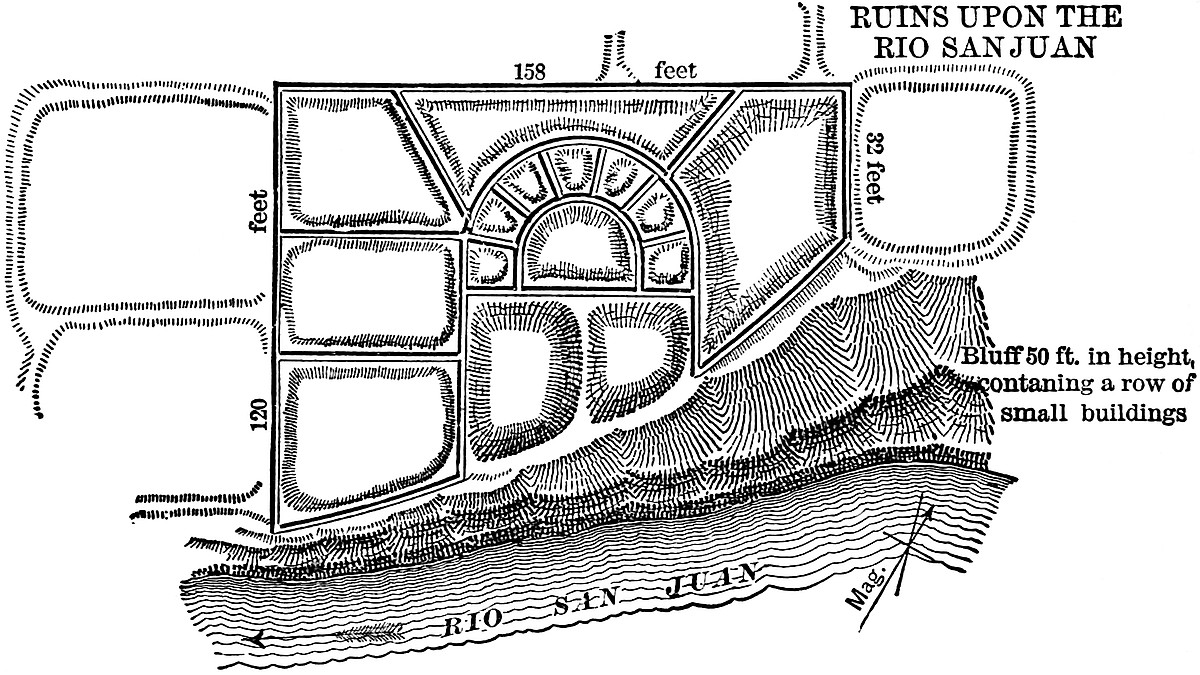 RUINS UPON THE
RIO SAN JUAN
158 feet
32 feet
120 feet
Bluff 50 ft. in height,
contaning a row of
small buildings
Mag.
RIO SAN JUAN